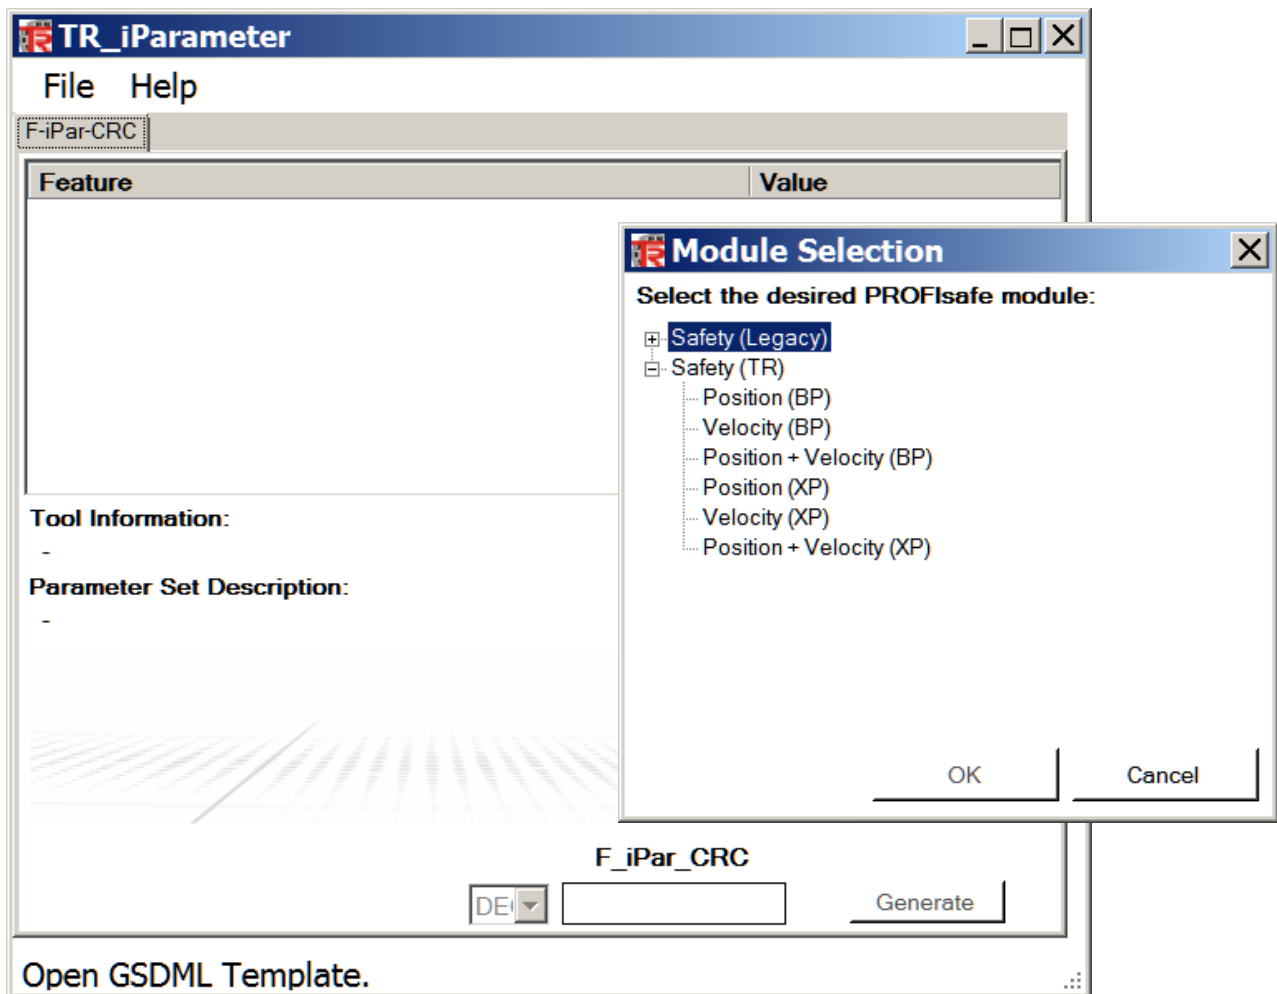 TR_iParameter
File Help
F-iPar-CRC
Feature Value
Module Selection
Select the desired PROFIsafe module:
Safety (Legacy)
Safety (TR)
Position (BP)
Velocity (BP)
Position + Velocity (BP)
Position (XP)
Velocity (XP)
Position + Velocity (XP)
OK Cancel
Tool Information:
-
Parameter Set Description:
-
F_iPar_CRC
Generate
Open GSDML Template.